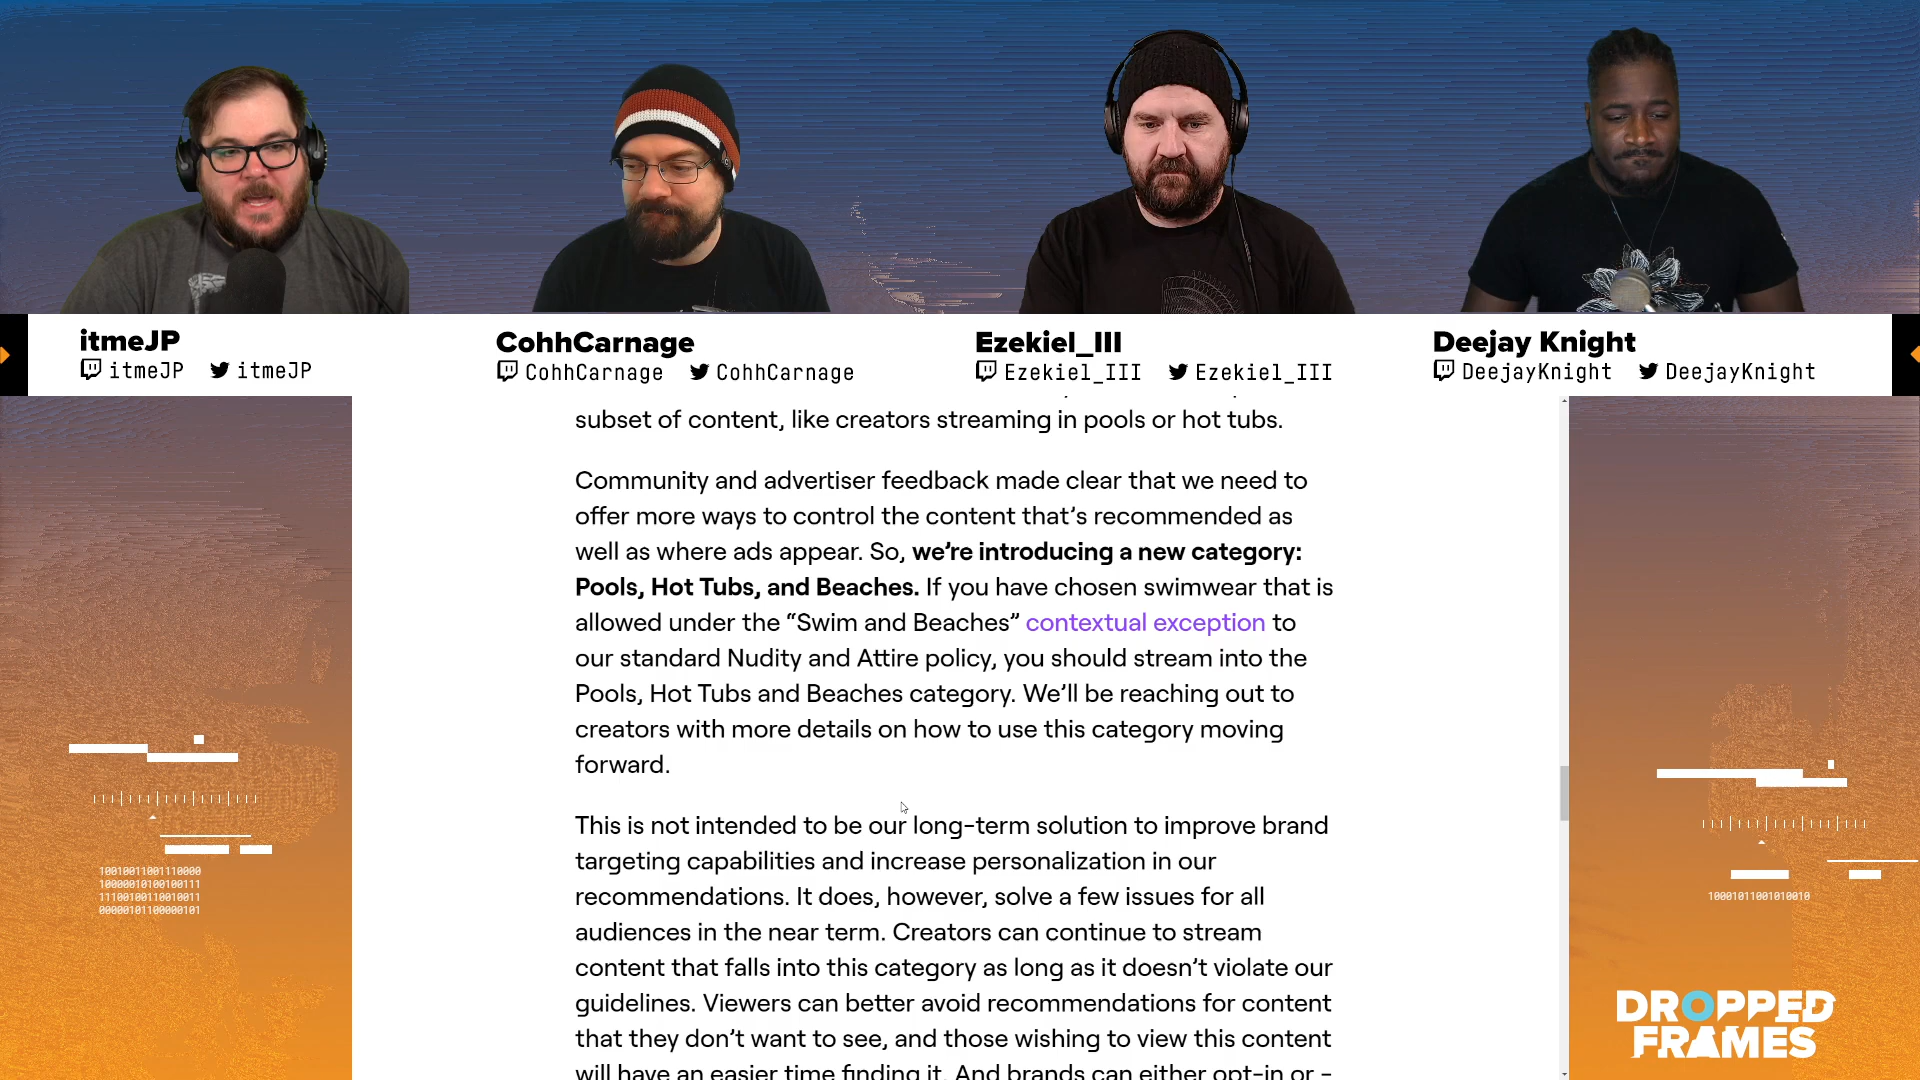 itmeJP
itmeJP itmeJP
CohhCarnage
CohhCarnage CohhCarnage
Ezekiel_III
Ezekiel_III Ezekiel_III
Deejay Knight
DeejayKnight DeejayKnight
subset of content, like creators streaming in pools or hot tubs.
Community and advertiser feedback made clear that we need to
offer more ways to control the content that’s recommended as
well as where ads appear. So, we’re introducing a new category:
Pools, Hot Tubs, and Beaches. If you have chosen swimwear that is
allowed under the “Swim and Beaches” contextual exception to
our standard Nudity and Attire policy, you should stream into the
Pools, Hot Tubs and Beaches category. We’ll be reaching out to
creators with more details on how to use this category moving
forward.
This is not intended to be our long-term solution to improve brand
targeting capabilities and increase personalization in our
recommendations. It does, however, solve a few issues for all
audiences in the near term. Creators can continue to stream
content that falls into this category as long as it doesn’t violate our
guidelines. Viewers can better avoid recommendations for content
that they don’t want to see, and those wishing to view this content
will have an easier time finding it. And brands can either opt-in or -
10010011001110000
10000010100100111
11100100110010011
00000101100000101
10001011001010010
DROPPED
FRAMES